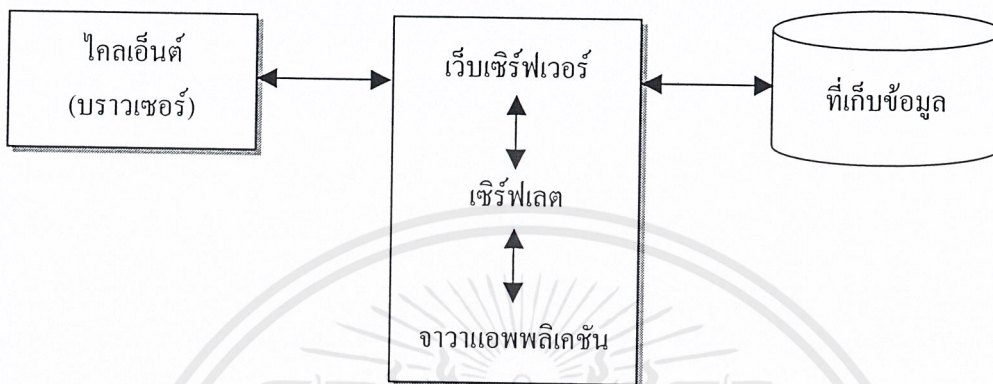 ไคลเอ็นต์
(บราวเซอร์)
เว็บเซิร์ฟเวอร์
เซิร์ฟเลต
จาวาแอพพลิเคชัน
ที่เก็บข้อมูล